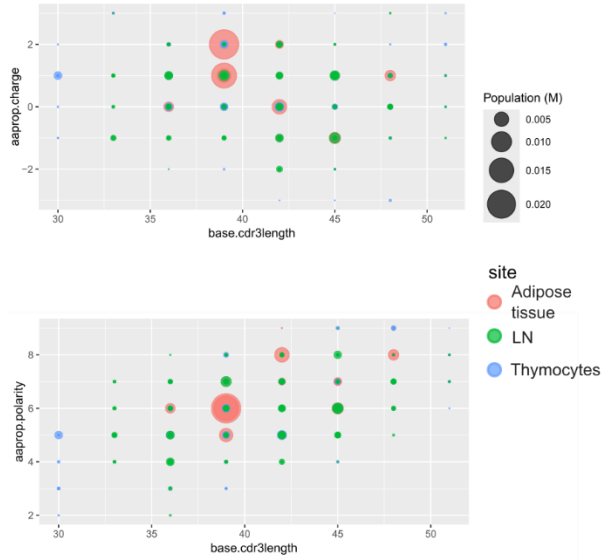 aaprop.charge
2
0
−2
30
35
40
45
50
base.cdr3length
Population (M)
0.005
0.010
0.015
0.020
site
Adipose
tissue
LN
Thymocytes
aaprop.polarity
8
6
4
2
30
35
40
45
50
base.cdr3length